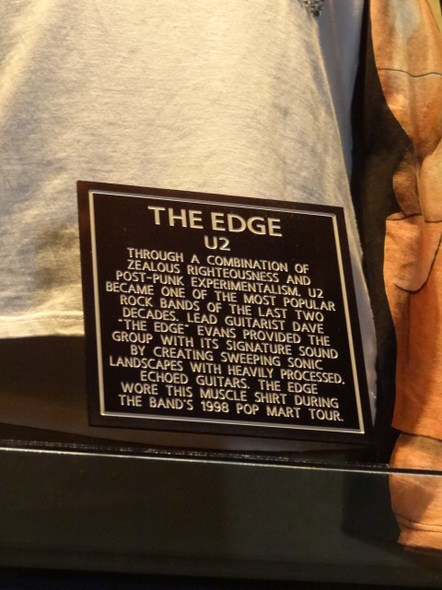 THE EDGE
U2
THROUGH A COMBINATION OF
ZEALOUS RIGHTEOUSNESS AND
POST-PUNK EXPERIMENTALISM, U2
BECAME ONE OF THE MOST POPULAR
ROCK BANDS OF THE LAST TWO
DECADES. LEAD GUITARIST DAVE
"THE EDGE" EVANS PROVIDED THE
GROUP WITH ITS SIGNATURE SOUND
BY CREATING SWEEPING SONIC
LANDSCAPES WITH HEAVILY PROCESSED,
ECHOED GUITARS. THE EDGE
WORE THIS MUSCLE SHIRT DURING
THE BAND'S 1998 POP MART TOUR.